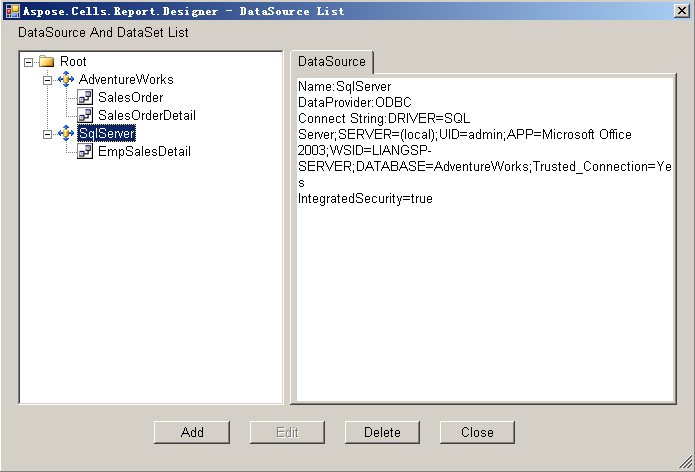 Aspose.Cells.Report.Designer - DataSource List
DataSource And DataSet List
Root
AdventureWorks
SalesOrder
SalesOrderDetail
SqlServer
EmpSalesDetail
DataSource
Name:SqlServer
DataProvider:ODBC
Connect String:DRIVER=SQL
Server;SERVER=(local);UID=admin;APP=Microsoft Office
2003;WSID=LIANGSP-
SERVER;DATABASE=AdventureWorks;Trusted_Connection=Ye
s
IntegratedSecurity=true
Add
Edit
Delete
Close